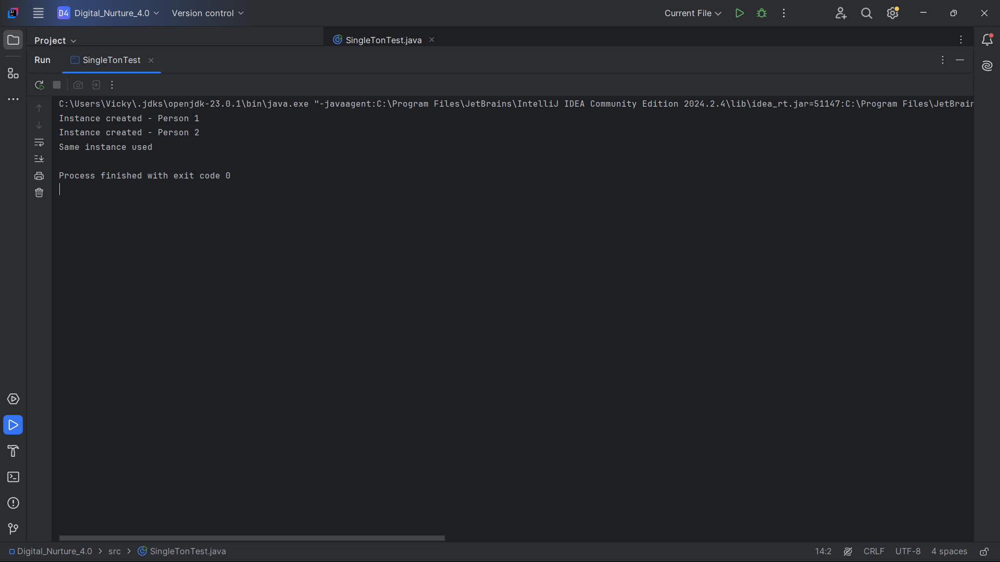 D4 Digital_Nurture_4.0 Version control Current File
Project SingleTonTest.java
Run SingleTonTest
C:\Users\Vicky\.jdks\openjdk-23.0.1\bin\java.exe "-javaagent:C:\Program Files\JetBrains\IntelliJ IDEA Community Edition 2024.2.4\lib\idea_rt.jar=51147:C:\Program Files\JetBrain
Instance created - Person 1
Instance created - Person 2
Same instance used
Process finished with exit code 0
Digital_Nurture_4.0 > src > SingleTonTest.java 14:2 CRLF UTF-8 4 spaces